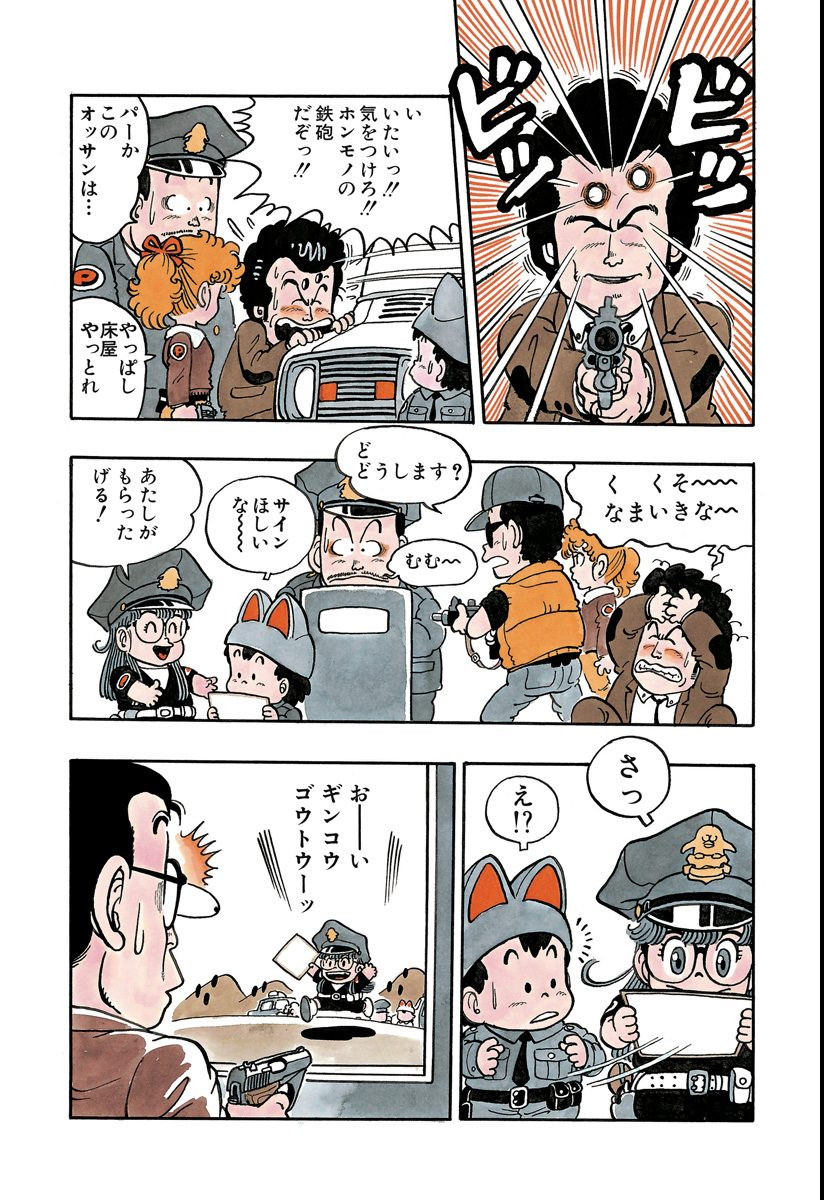 ビビッ
ビビッ
い
いたいっ!!
気をつけろ!!
ホンモノの
鉄砲
だぞっ!!
パーか
この
オッサンは…
やっぱし
床屋
やっとれ
く くそ~~~
なまいきな~
ど
どうします?
むむ~
サイン
ほしい
な~~
あたしが
もらった
げる!
さっ
え!?
おーい
ギンコウ
ゴウトウーッ
P
P